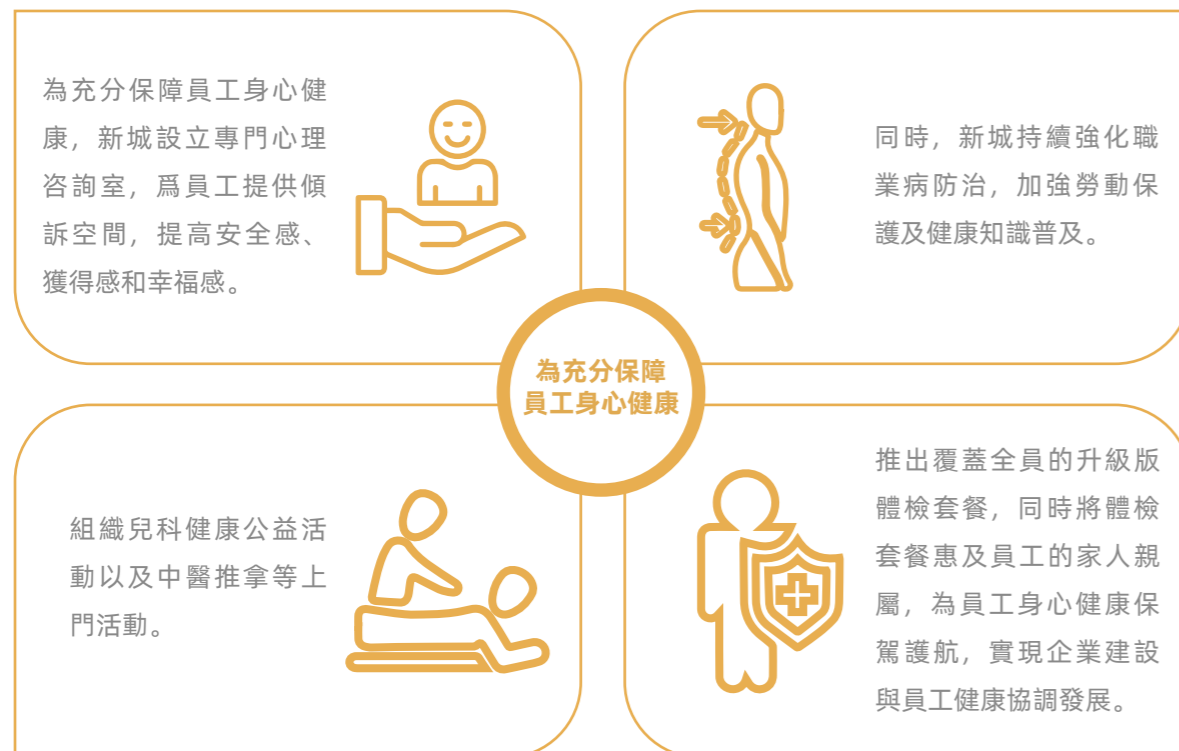 為充分保障員工身心健
康，新城設立專門心理
咨詢室，爲員工提供傾
訴空間，提高安全感、
獲得感和幸福感。
同時，新城持續強化職
業病防治，加強勞動保
護及健康知識普及。
為充分保障
員工身心健康
組織兒科健康公益活
動以及中醫推拿等上
門活動。
推出覆蓋全員的升級版
體檢套餐，同時將體檢
套餐惠及員工的家人親
屬，為員工身心健康保
駕護航，實現企業建設
與員工健康協調發展。